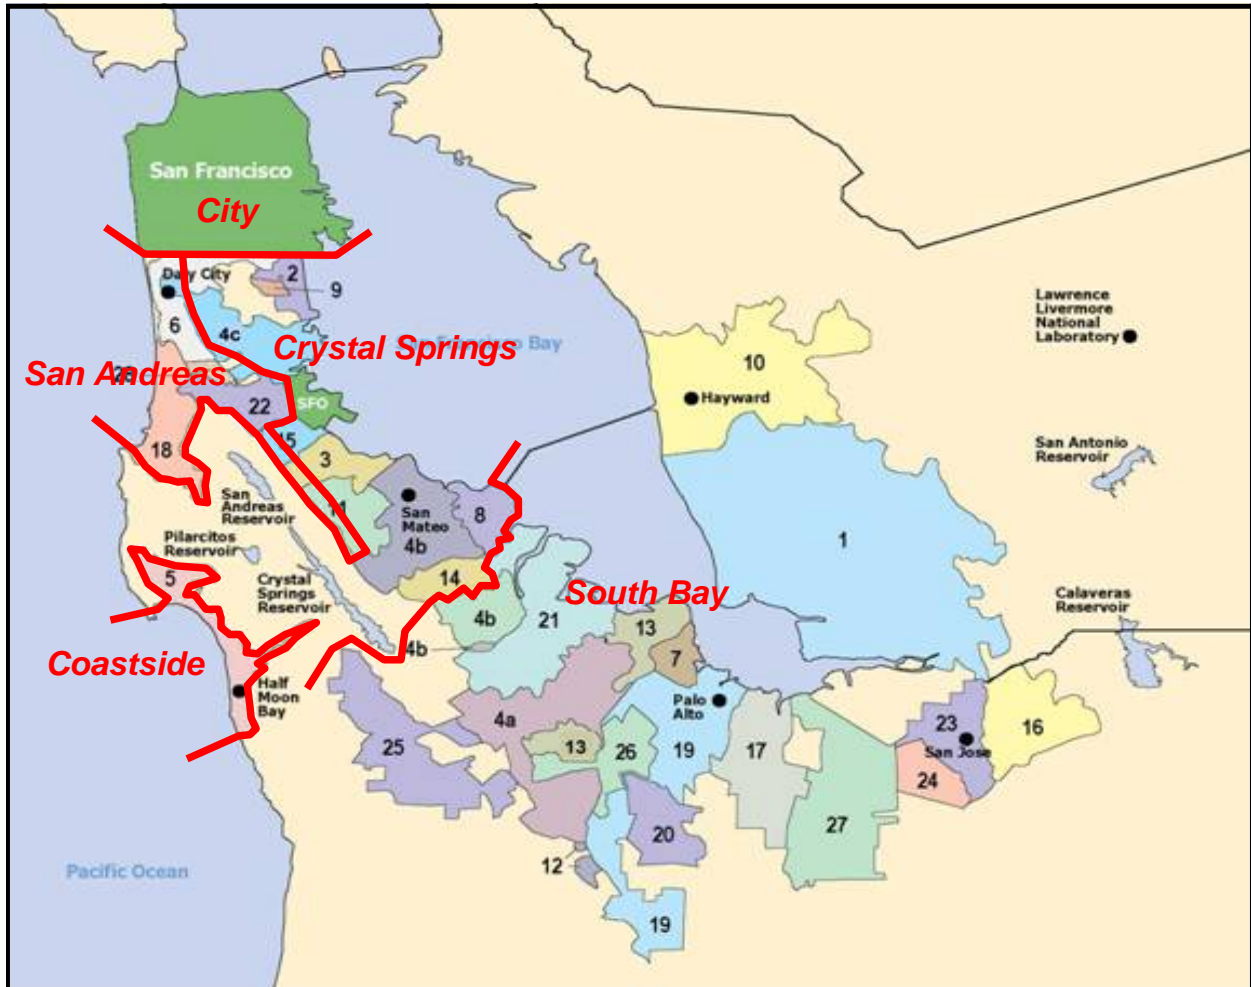 San Francisco
City
Daly City
2
9
6
4c
Crystal Springs
San Francisco Bay
San Andreas
22
SFO
15
18
3
11
San
Andreas
Reservoir
San
Mateo
4b
8
Pilarcitos
Reservoir
5
Crystal
Springs
Reservoir
14
4b
4b
21
South Bay
13
7
Coastside
Half
Moon
Bay
Palo
Alto
4a
25
13
26
19
17
23
San Jose
16
24
20
27
12
19
10
Hayward
1
Lawrence
Livermore
National
Laboratory
San Antonio
Reservoir
Calaveras
Reservoir
Pacific Ocean